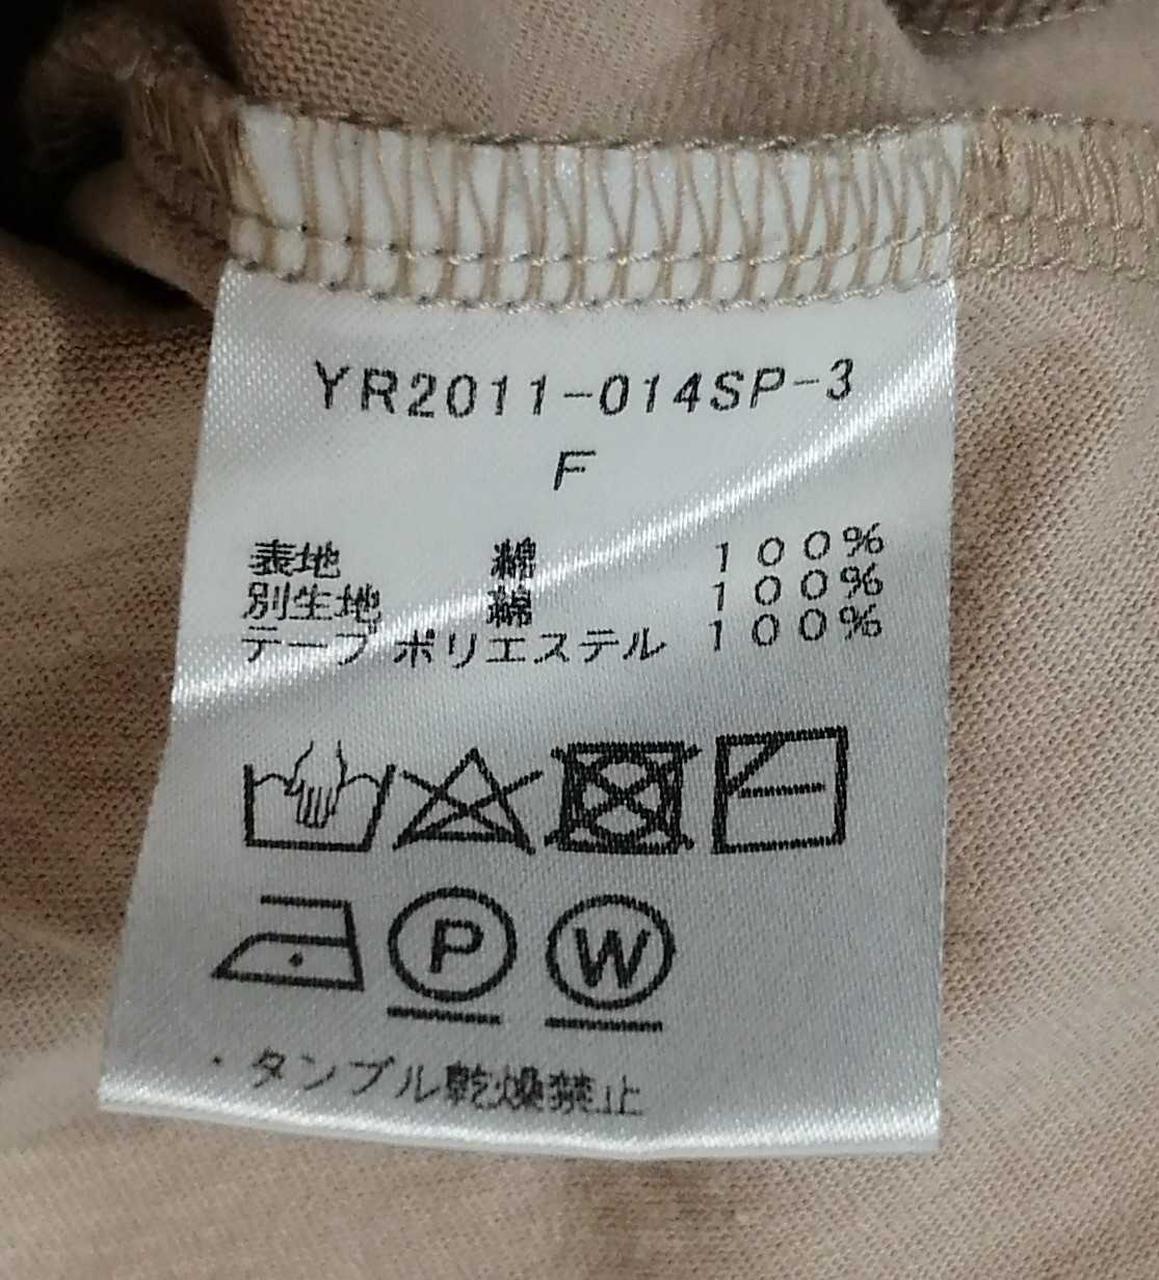 YR2011-014SP-3
F
表地 綿 100%
別生地 綿 100%
テープ ポリエステル 100%
P W
・タンブル乾燥禁止